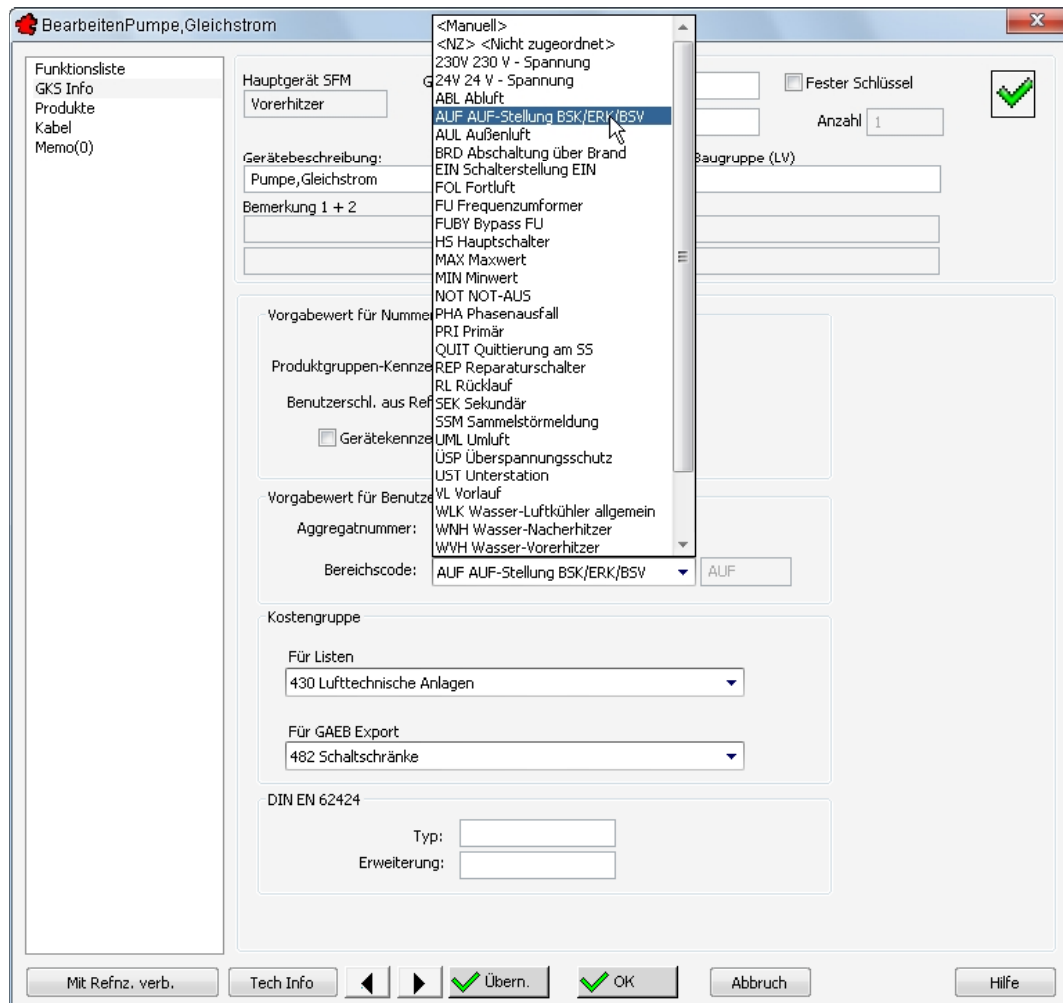 BearbeitenPumpe,Gleichstrom
Funktionsliste
GKS Info
Produkte
Kabel
Memo(0)
Hauptgerät SFM
G
Vorerhitzer
Fester Schlüssel
Anzahl 1
Gerätebeschreibung:
Baugruppe (LV)
Pumpe,Gleichstrom
Bemerkung 1 + 2
<Manuell>
<NZ> <Nicht zugeordnet>
230V 230 V - Spannung
24V 24 V - Spannung
ABL Abluft
AUF AUF-Stellung BSK/ERK/BSV
AUL Außenluft
BRD Abschaltung über Brand
EIN Schalterstellung EIN
FOL Fortluft
FU Frequenzumformer
FUBY Bypass FU
HS Hauptschalter
MAX Maxwert
MIN Minwert
NOT NOT-AUS
PHA Phasenausfall
PRI Primär
QUIT Quittierung am SS
REP Reparaturschalter
RL Rücklauf
SEK Sekundär
SSM Sammelstörmeldung
UML Umluft
ÜSP Überspannungsschutz
UST Unterstation
VL Vorlauf
WLK Wasser-Luftkühler allgemein
WNH Wasser-Nacherhitzer
WVH Wasser-Vorerhitzer
Vorgabewert für Nummer
Produktgruppen-Kennze
Benutzerschl. aus Ref
Gerätekennze
Vorgabewert für Benutze
Aggregatnummer:
Bereichscode:
AUF AUF-Stellung BSK/ERK/BSV
AUF
Kostengruppe
Für Listen
430 Lufttechnische Anlagen
Für GAEB Export
482 Schaltschränke
DIN EN 62424
Typ:
Erweiterung:
Mit Refnz. verb.
Tech Info
Übern.
OK
Abbruch
Hilfe